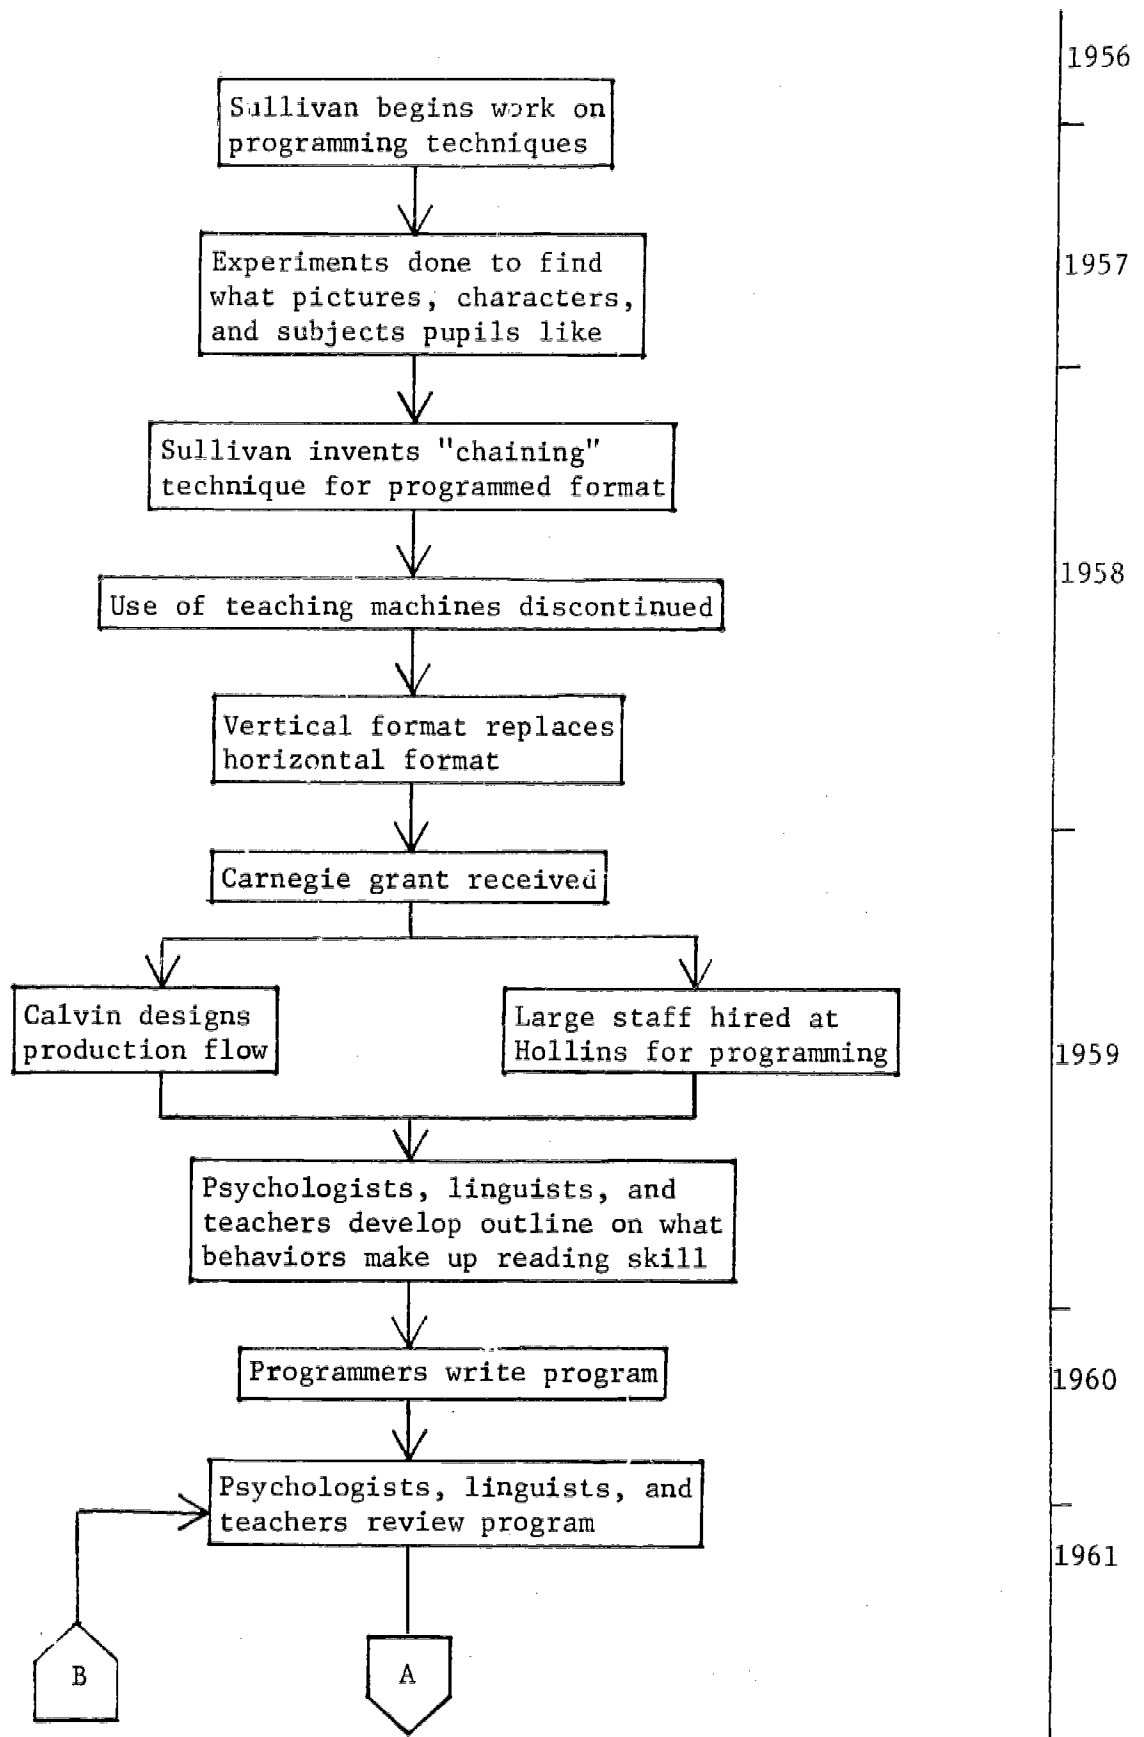 1956
Sullivan begins work on
programming techniques
Experiments done to find
what pictures, characters,
and subjects pupils like
1957
Sullivan invents "chaining"
technique for programmed format
Use of teaching machines discontinued
1958
Vertical format replaces
horizontal format
Carnegie grant received
Calvin designs
production flow
Large staff hired at
Hollins for programming
1959
Psychologists, linguists, and
teachers develop outline on what
behaviors make up reading skill
Programmers write program
1960
Psychologists, linguists, and
teachers review program
1961
B
A